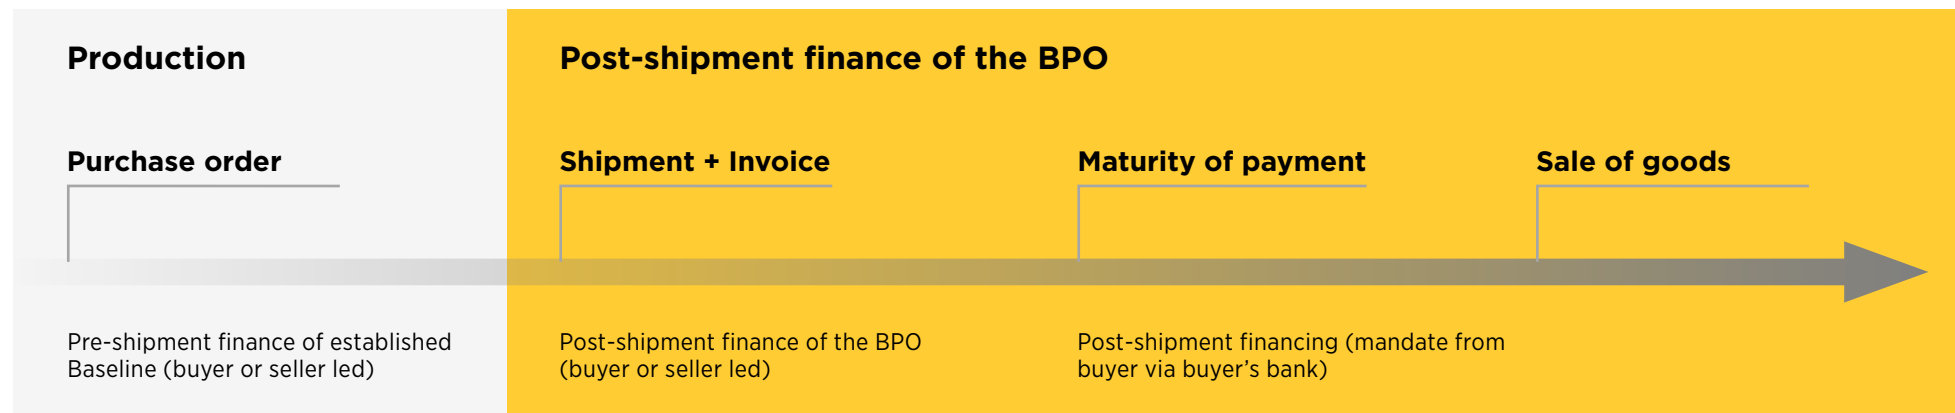 Production
Post-shipment finance of the BPO
Purchase order
Shipment + Invoice
Maturity of payment
Sale of goods
Pre-shipment finance of established
Baseline (buyer or seller led)
Post-shipment finance of the BPO
(buyer or seller led)
Post-shipment financing (mandate from
buyer via buyer’s bank)